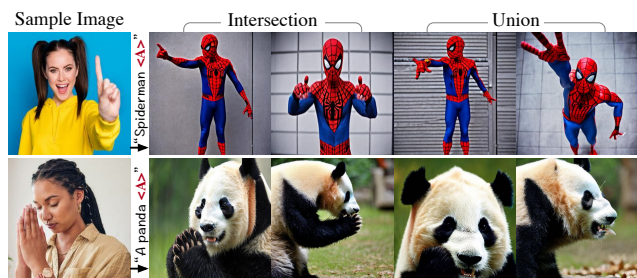 Sample Image
Intersection
Union
“Spiderman <A>”
“A panda <A>”